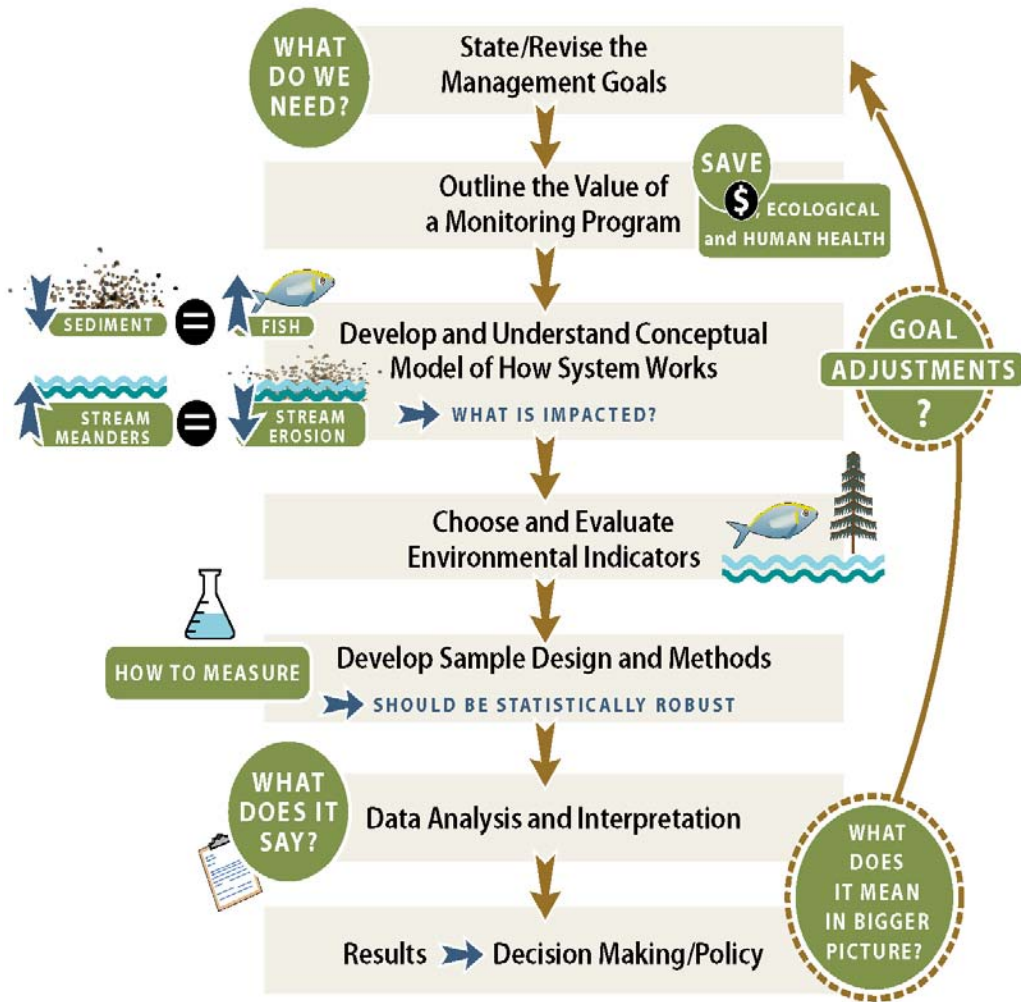 WHAT
DO WE
NEED?
State/Revise the
Management Goals
Outline the Value of
a Monitoring Program
SAVE
$, ECOLOGICAL
and HUMAN HEALTH
SEDIMENT = FISH
STREAM
MEANDERS
=
STREAM
EROSION
Develop and Understand Conceptual
Model of How System Works
WHAT IS IMPACTED?
GOAL
ADJUSTMENTS
?
Choose and Evaluate
Environmental Indicators
HOW TO MEASURE
Develop Sample Design and Methods
SHOULD BE STATISTICALLY ROBUST
WHAT
DOES IT
SAY?
Data Analysis and Interpretation
WHAT
DOES
IT MEAN
IN BIGGER
PICTURE?
Results Decision Making/Policy